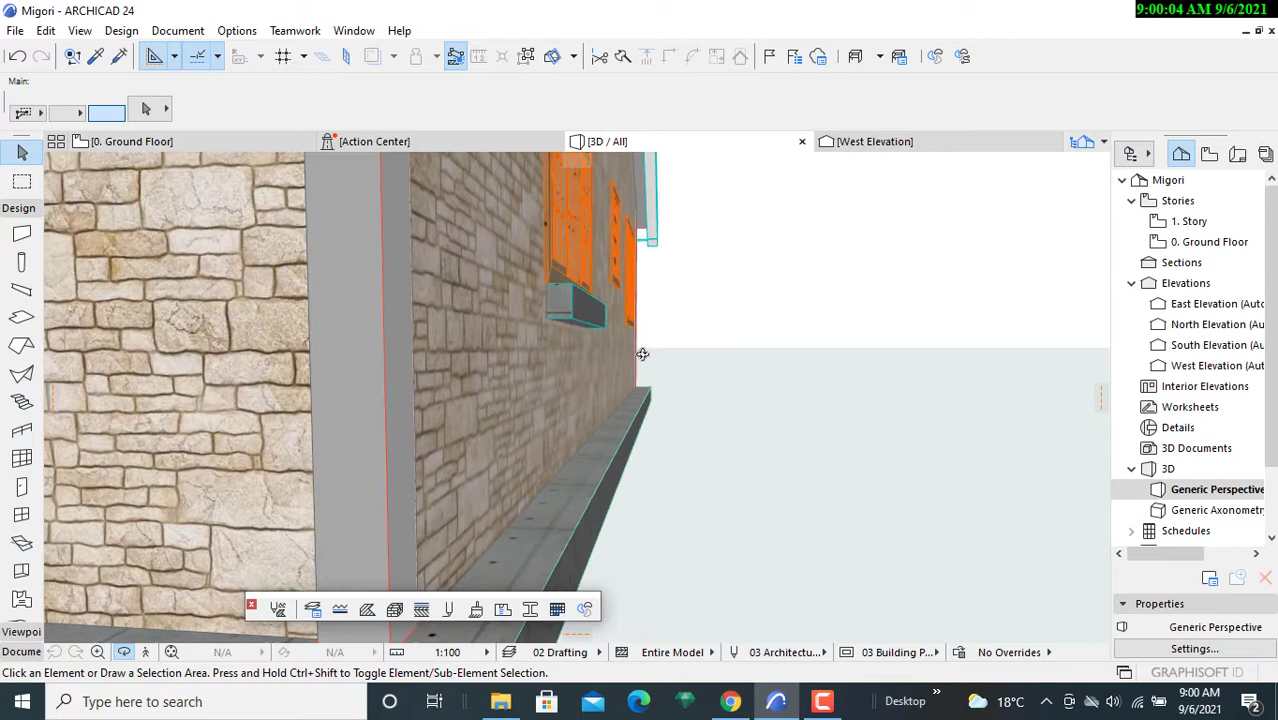 Migori - ARCHICAD 24
9:00:04 AM 9/6/2021
File Edit View Design Document Options Teamwork Window Help
Main:
[0. Ground Floor]
[Action Center]
[3D / All]
[West Elevation]
Design
Migori
Stories
1. Story
0. Ground Floor
Sections
Elevations
East Elevation (Auto
North Elevation (Auto
South Elevation (Auto
West Elevation (Auto
Interior Elevations
Worksheets
Details
3D Documents
3D
Generic Perspective
Generic Axonometry
Schedules
Properties
Generic Perspective
Settings...
Viewpoi
Docume
N/A
N/A
1:100
02 Drafting
Entire Model
03 Architectu...
03 Building P...
No Overrides
Click an Element or Draw a Selection Area. Press and Hold Ctrl+Shift to Toggle Element/Sub-Element Selection.
GRAPHISOFT ID
Type here to search
Desktop
18°C
9:00 AM
9/6/2021
2